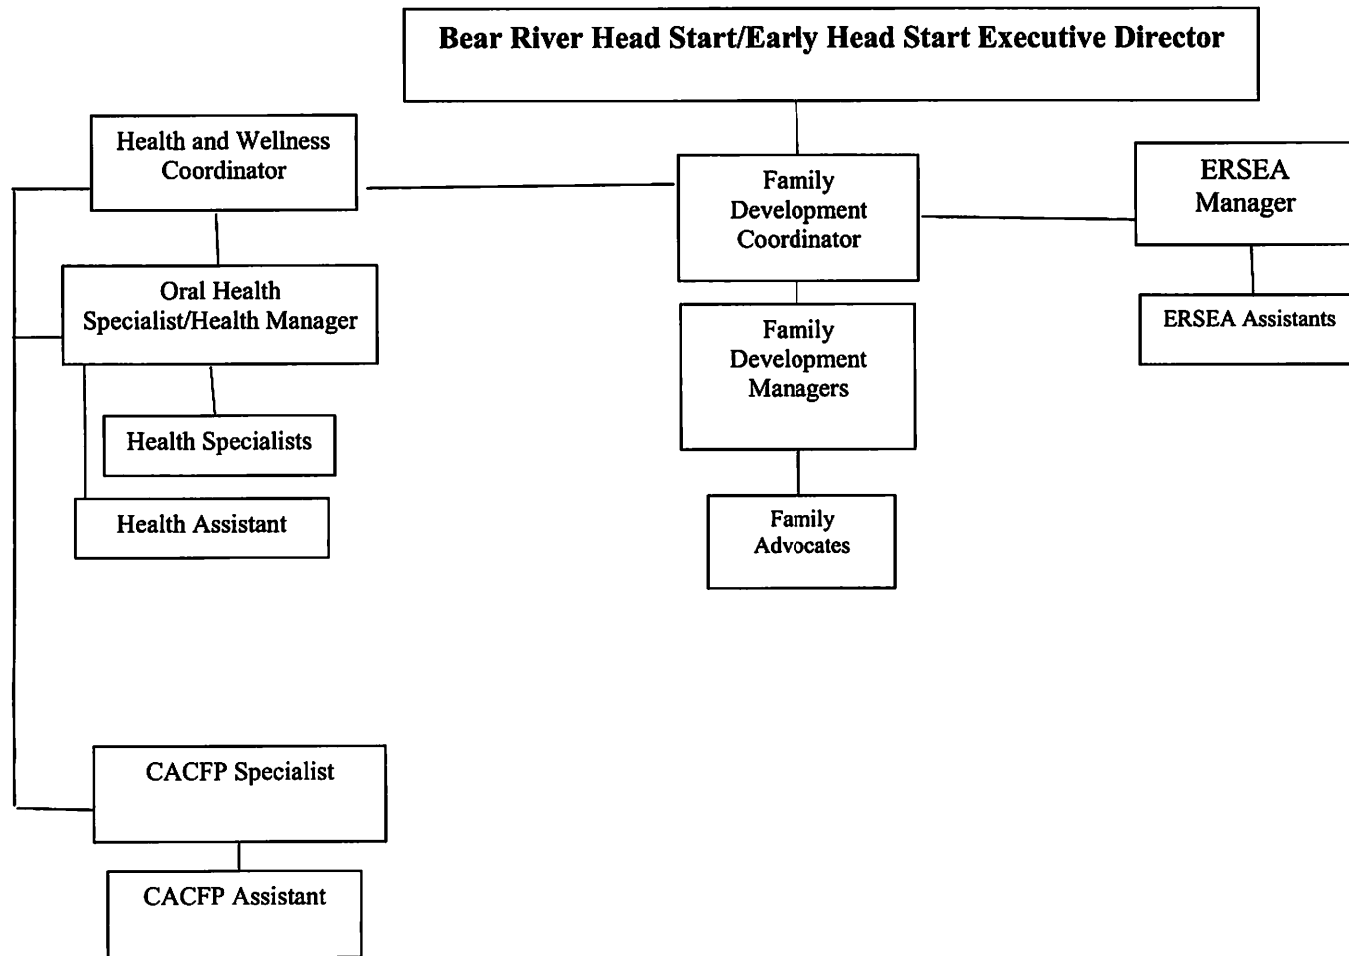 Bear River Head Start/Early Head Start Executive Director
Health and Wellness
Coordinator
Family
Development
Coordinator
ERSEA
Manager
Oral Health
Specialist/Health Manager
Family
Development
Managers
ERSEA Assistants
Health Specialists
Health Assistant
Family
Advocates
CACFP Specialist
CACFP Assistant